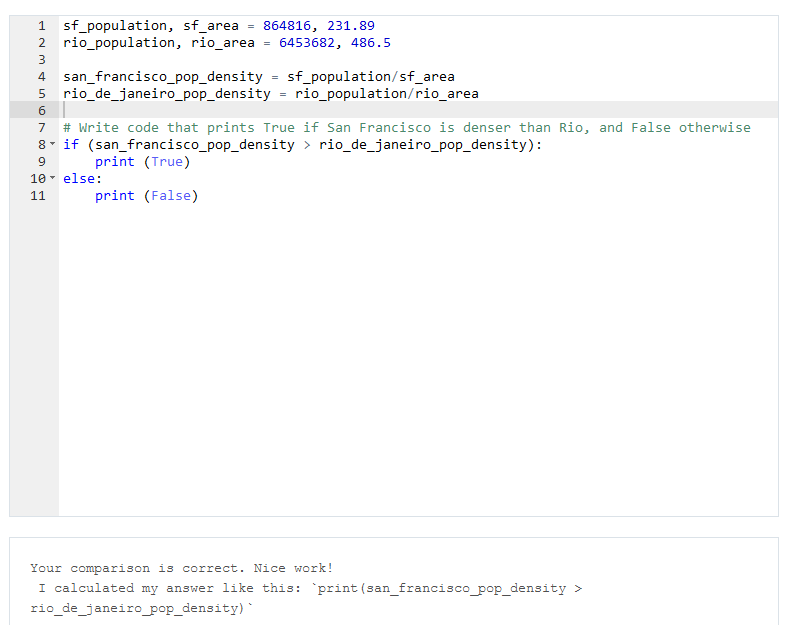 1 sf_population, sf_area = 864816, 231.89
2 rio_population, rio_area = 6453682, 486.5
3
4 san_francisco_pop_density = sf_population/sf_area
5 rio_de_janeiro_pop_density = rio_population/rio_area
6
7 # Write code that prints True if San Francisco is denser than Rio, and False otherwise
8 if (san_francisco_pop_density > rio_de_janeiro_pop_density):
9     print (True)
10 else:
11     print (False)
Your comparison is correct. Nice work!
 I calculated my answer like this: `print(san_francisco_pop_density >
rio_de_janeiro_pop_density)`